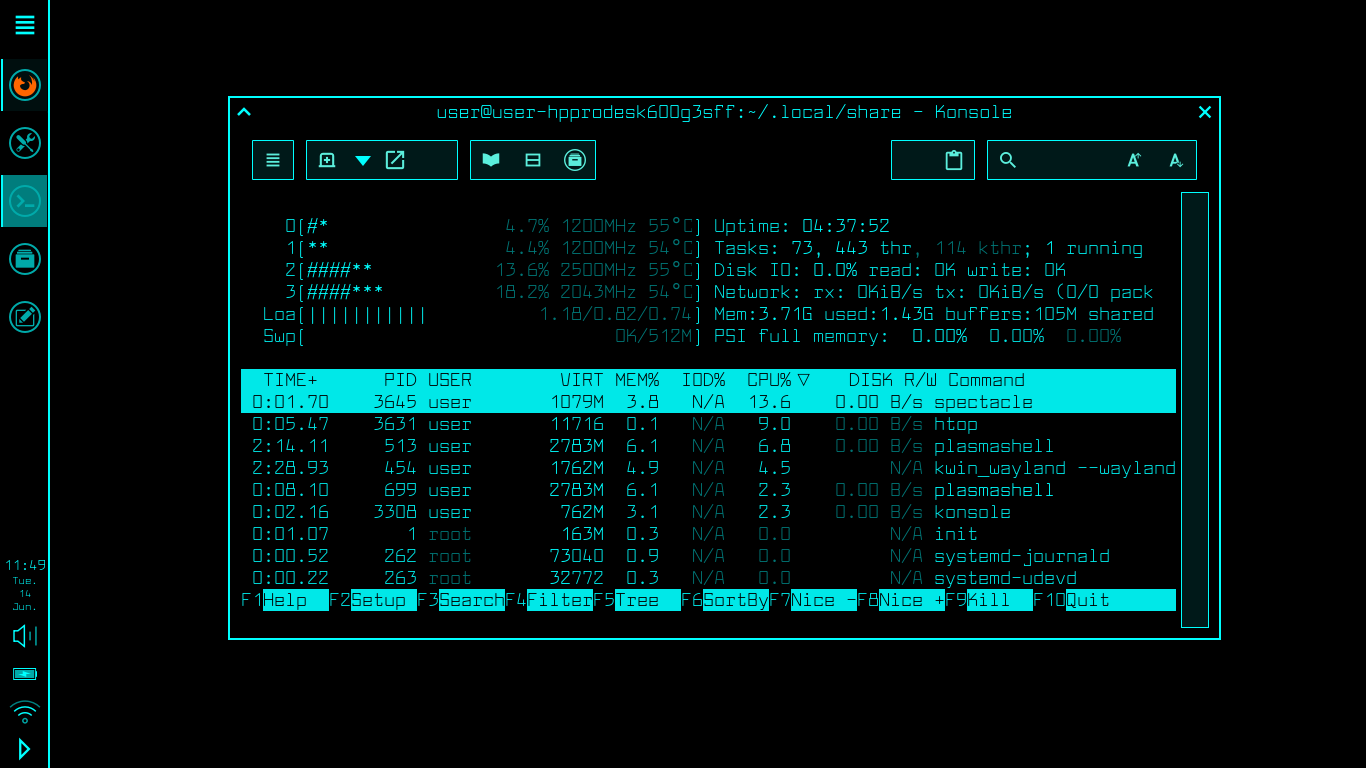 user@user-hpprodesk600g3sff:~/.local/share - Konsole
0[#* 4.7% 1200MHz 55°C] Uptime: 04:37:52
1[** 4.4% 1200MHz 54°C] Tasks: 73, 443 thr, 114 kthr; 1 running
2[####** 13.6% 2500MHz 55°C] Disk IO: 0.0% read: 0K write: 0K
3[####*** 18.2% 2043MHz 54°C] Network: rx: 0KiB/s tx: 0KiB/s (0/0 pack
Loa[||||||||||| 1.18/0.82/0.74] Mem:3.71G used:1.43G buffers:105M shared
Swp[ 0K/512M] PSI full memory: 0.00% 0.00% 0.00%
TIME+ PID USER VIRT MEM% IOD% CPU%▽ DISK R/W Command
0:01.70 3645 user 1079M 3.8 N/A 13.6 0.00 B/s spectacle
0:05.47 3631 user 11716 0.1 N/A 9.0 0.00 B/s htop
2:14.11 513 user 2783M 6.1 N/A 6.8 0.00 B/s plasmashell
2:28.93 454 user 1762M 4.9 N/A 4.5 N/A kwin_wayland --wayland
0:08.10 699 user 2783M 6.1 N/A 2.3 0.00 B/s plasmashell
0:02.16 3308 user 762M 3.1 N/A 2.3 0.00 B/s konsole
0:01.07 1 root 163M 0.3 N/A 0.0 N/A init
0:00.52 262 root 73040 0.9 N/A 0.0 N/A systemd-journald
0:00.22 263 root 32772 0.3 N/A 0.0 N/A systemd-udevd
F1Help F2Setup F3SearchF4FilterF5Tree F6SortByF7Nice -F8Nice +F9Kill F10Quit
11:49
Tue.
14
Jun.